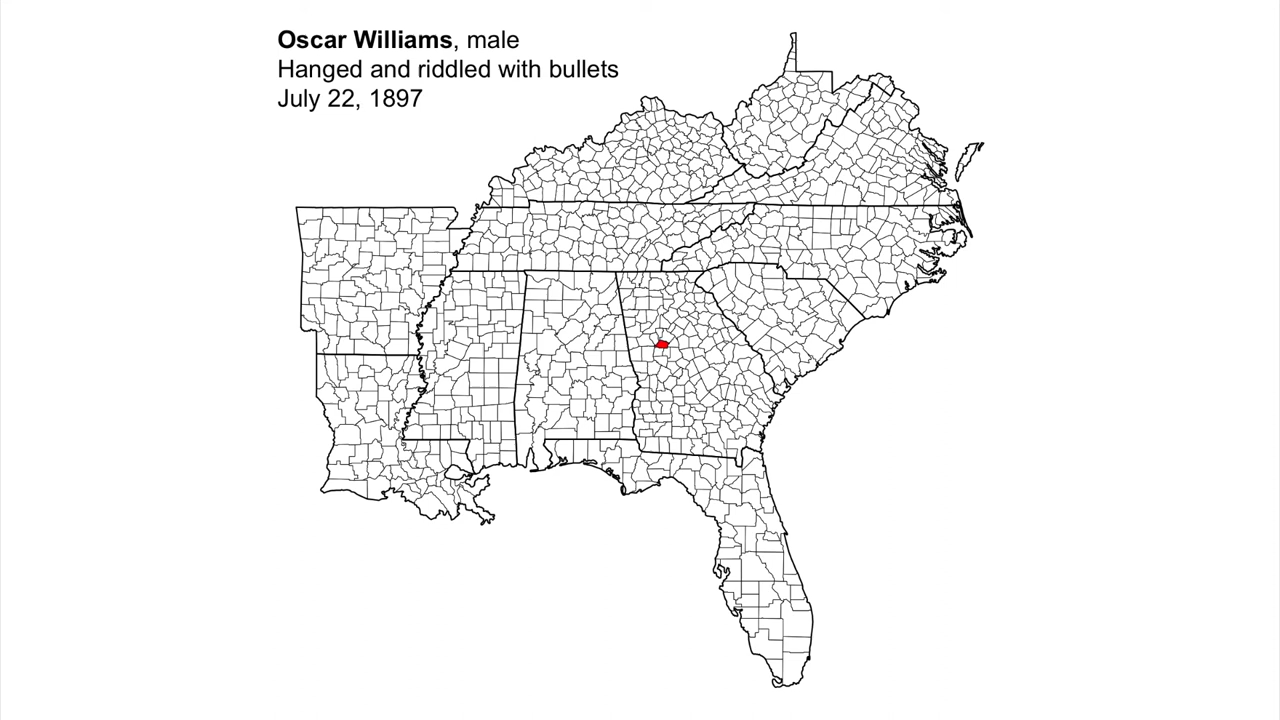 Oscar Williams, male
Hanged and riddled with bullets
July 22, 1897